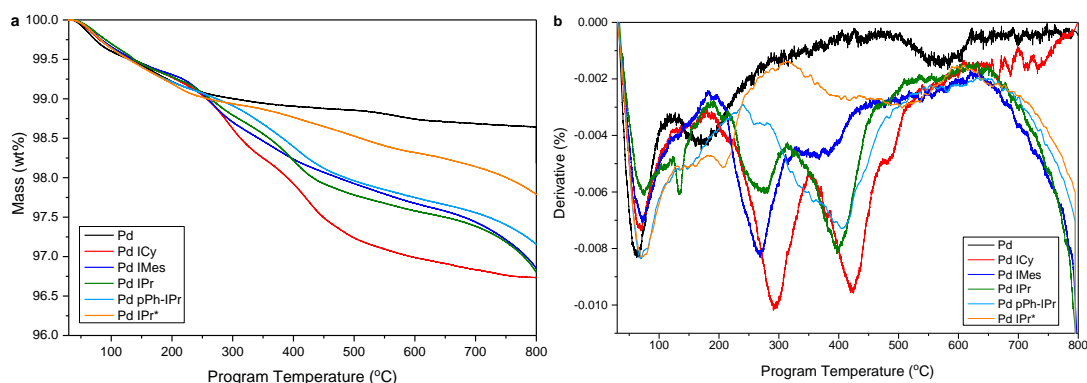 a
100.0
99.5
99.0
98.5
98.0
97.5
97.0
96.5
96.0
Mass (wt%)
Pd
Pd ICy
Pd IMes
Pd IPr
Pd pPh-IPr
Pd IPr*
100 200 300 400 500 600 700 800
Program Temperature (°C)
b
0.000
-0.002
-0.004
-0.006
-0.008
-0.010
Derivative (%)
Pd
Pd ICy
Pd IMes
Pd IPr
Pd pPh-IPr
Pd IPr*
100 200 300 400 500 600 700 800
Program Temperature (°C)